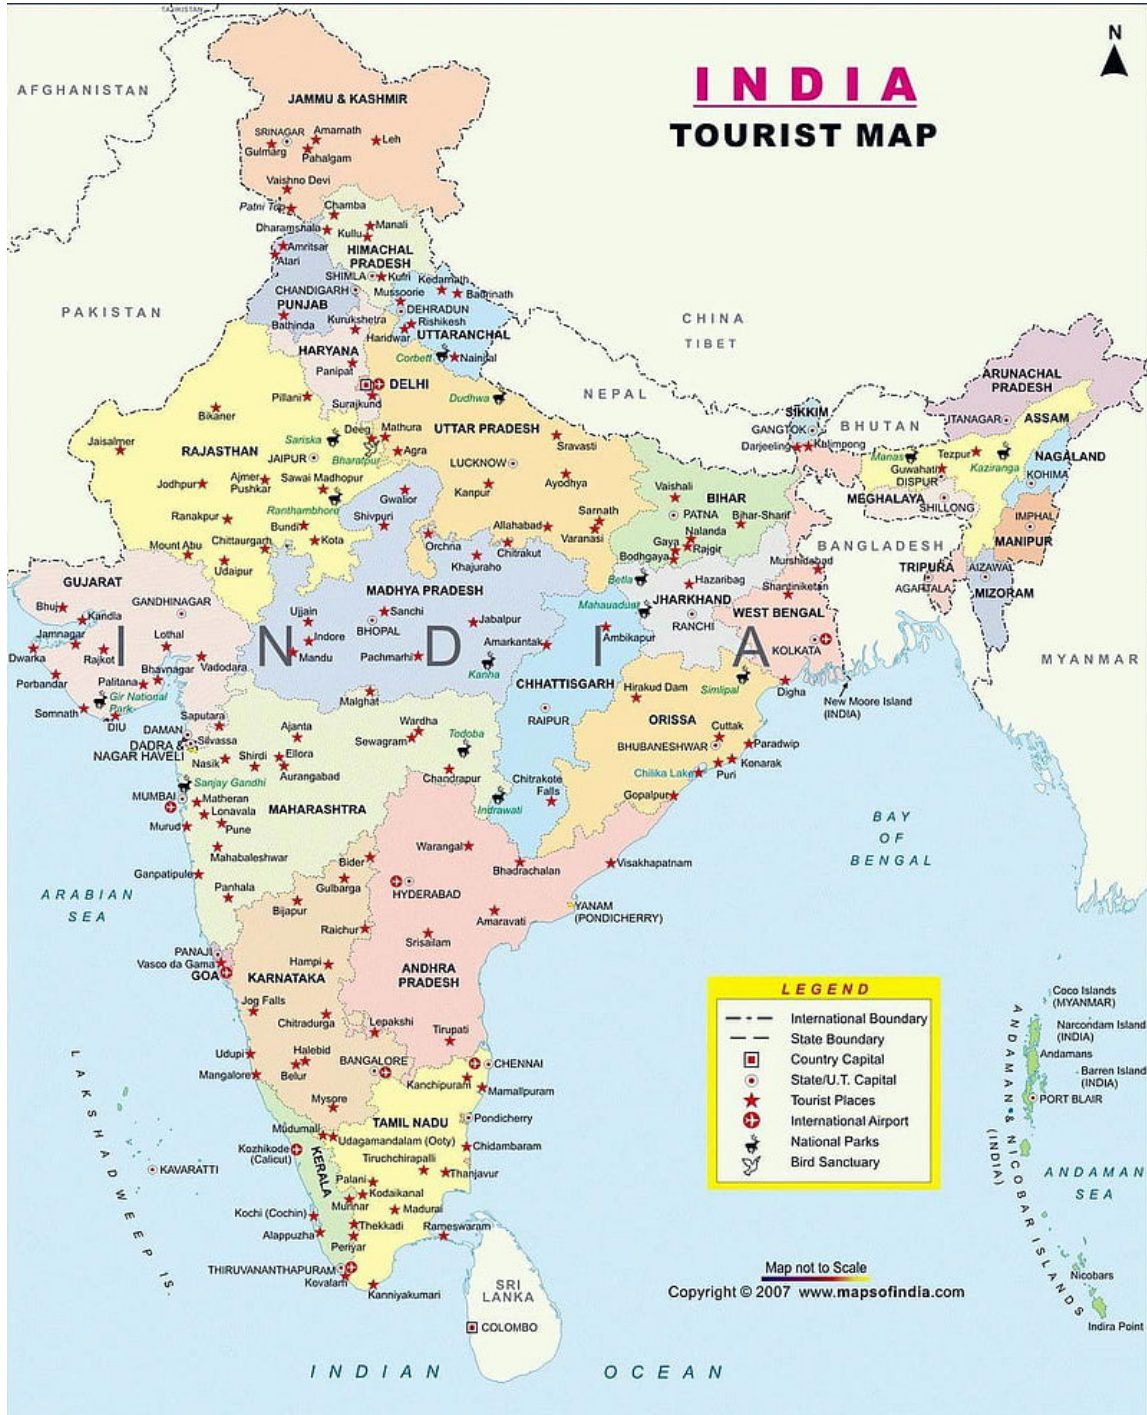 TAJIKISTAN
N
AFGHANISTAN
INDIA
TOURIST MAP
JAMMU & KASHMIR
SRINAGAR
Amarnath
Leh
Gulmarg
Pahalgam
Vaishno Devi
Patni Top
Chamba
Dharamshala
Manali
Kullu
Amritsar
Atari
HIMACHAL
PRADESH
SHIMLA
Kufri
Kedarnath
CHANDIGARH
Mussoorie
Badrinath
PUNJAB
DEHRADUN
PAKISTAN
Bathinda
Kurukshetra
Rishikesh
Haridwar
UTTARANCHAL
CHINA
TIBET
HARYANA
Corbett
Nainital
Panipat
DELHI
ARUNACHAL
PRADESH
Pillani
Surajkund
Dudhwa
NEPAL
Bikaner
SIKKIM
GANGTOK
BHUTAN
ITANAGAR
ASSAM
Jaisalmer
Deeg
Mathura
UTTAR PRADESH
Sariska
RAJASTHAN
Sravasti
Darjeeling
Kalimpong
JAIPUR
Bharatpur
Agra
LUCKNOW
Manas
Tezpur
NAGALAND
Guwahati
Kaziranga
DISPUR
KOHIMA
Jodhpur
Ajmer
Pushkar
Sawai Madhopur
Gwalior
Kanpur
Ayodhya
Vaishali
BIHAR
MEGHALAYA
SHILLONG
Ranakpur
Ranthambhore
Bundi
Shivpuri
Allahabad
Sarnath
PATNA
Bihar-Sharif
IMPHAL
Nalanda
Varanasi
Gaya
Rajgir
Mount Abu
Chittaurgarh
Kota
Orchha
Chitrakut
Bodhgaya
BANGLADESH
MANIPUR
Udaipur
Khajuraho
Murshidabad
TRIPURA
AIZAWAL
GUJARAT
MADHYA PRADESH
Betla
Hazaribag
Shantiniketan
AGARTALA
MIZORAM
Bhuj
Kandla
GANDHINAGAR
Ujjain
Sanchi
Mahauadust
JHARKHAND
WEST BENGAL
Jamnagar
Lothal
INDIA
Indore
BHOPAL
Jabalpur
Ambikapur
RANCHI
Dwarka
Rajkot
Mandu
Amarkantak
KOLKATA
Pachmarhi
MYANMAR
Vadodara
Bhavnagar
Porbandar
Palitana
Kanha
CHHATTISGARH
Gir National
Park
Malghat
Hirakud Dam
Simlipal
Digha
New Moore Island
(INDIA)
Somnath
DIU
Saputara
Wardha
RAIPUR
ORISSA
DAMAN
Ajanta
Sewagram
Todoba
Cuttak
DADRA &
NAGAR HAVELI
Silvassa
Nasik
Shirdi
Ellora
BHUBANESHWAR
Paradwip
Aurangabad
Chandrapur
Chitrakote
Falls
Chilika Lake
Puri
Konarak
Sanjay Gandhi
MUMBAI
Matheran
Lonavala
MAHARASHTRA
Indrawati
Gopalpur
Murud
Pune
BAY
OF
BENGAL
Mahabaleshwar
Warangal
Bider
Bhadrachalan
Visakhapatnam
Ganpatipule
Gulbarga
ARABIAN
SEA
Panhala
HYDERABAD
Bijapur
YANAM
(PONDICHERRY)
Amaravati
Raichur
Srisailam
PANAJI
Vasco da Gama
GOA
Hampi
KARNATAKA
ANDHRA
PRADESH
LEGEND
International Boundary
State Boundary
Country Capital
State/U.T. Capital
Tourist Places
International Airport
National Parks
Bird Sanctuary
Coco Islands
(MYANMAR)
Jog Falls
Chitradurga
Lepakshi
Tirupati
Narcondam Island
(INDIA)
Andamans
Udupi
Halebid
BANGALORE
CHENNAI
Barren Island
(INDIA)
Mangalore
Belur
Kanchipuram
Mamallpuram
PORT BLAIR
Mysore
TAMIL NADU
Pondicherry
Mudumali
Udagamandalam (Ooty)
Chidambaram
Kozhikode
(Calicut)
KERALA
Tiruchchirapalli
KAVARATTI
Thanjavur
Palani
Kodaikanal
ANDAMAN
SEA
Munnar
Madurai
Kochi (Cochin)
Thekkadi
Rameswaram
Alappuzha
Periyar
LAKSHADWEEP IS.
ANDAMAN & NICOBAR ISLANDS
(INDIA)
THIRUVANANTHAPURAM
Kovalam
Kanniyakumari
SRI
LANKA
Map not to Scale
Nicobars
Copyright © 2007 www.mapsofindia.com
COLOMBO
Indira Point
INDIAN OCEAN